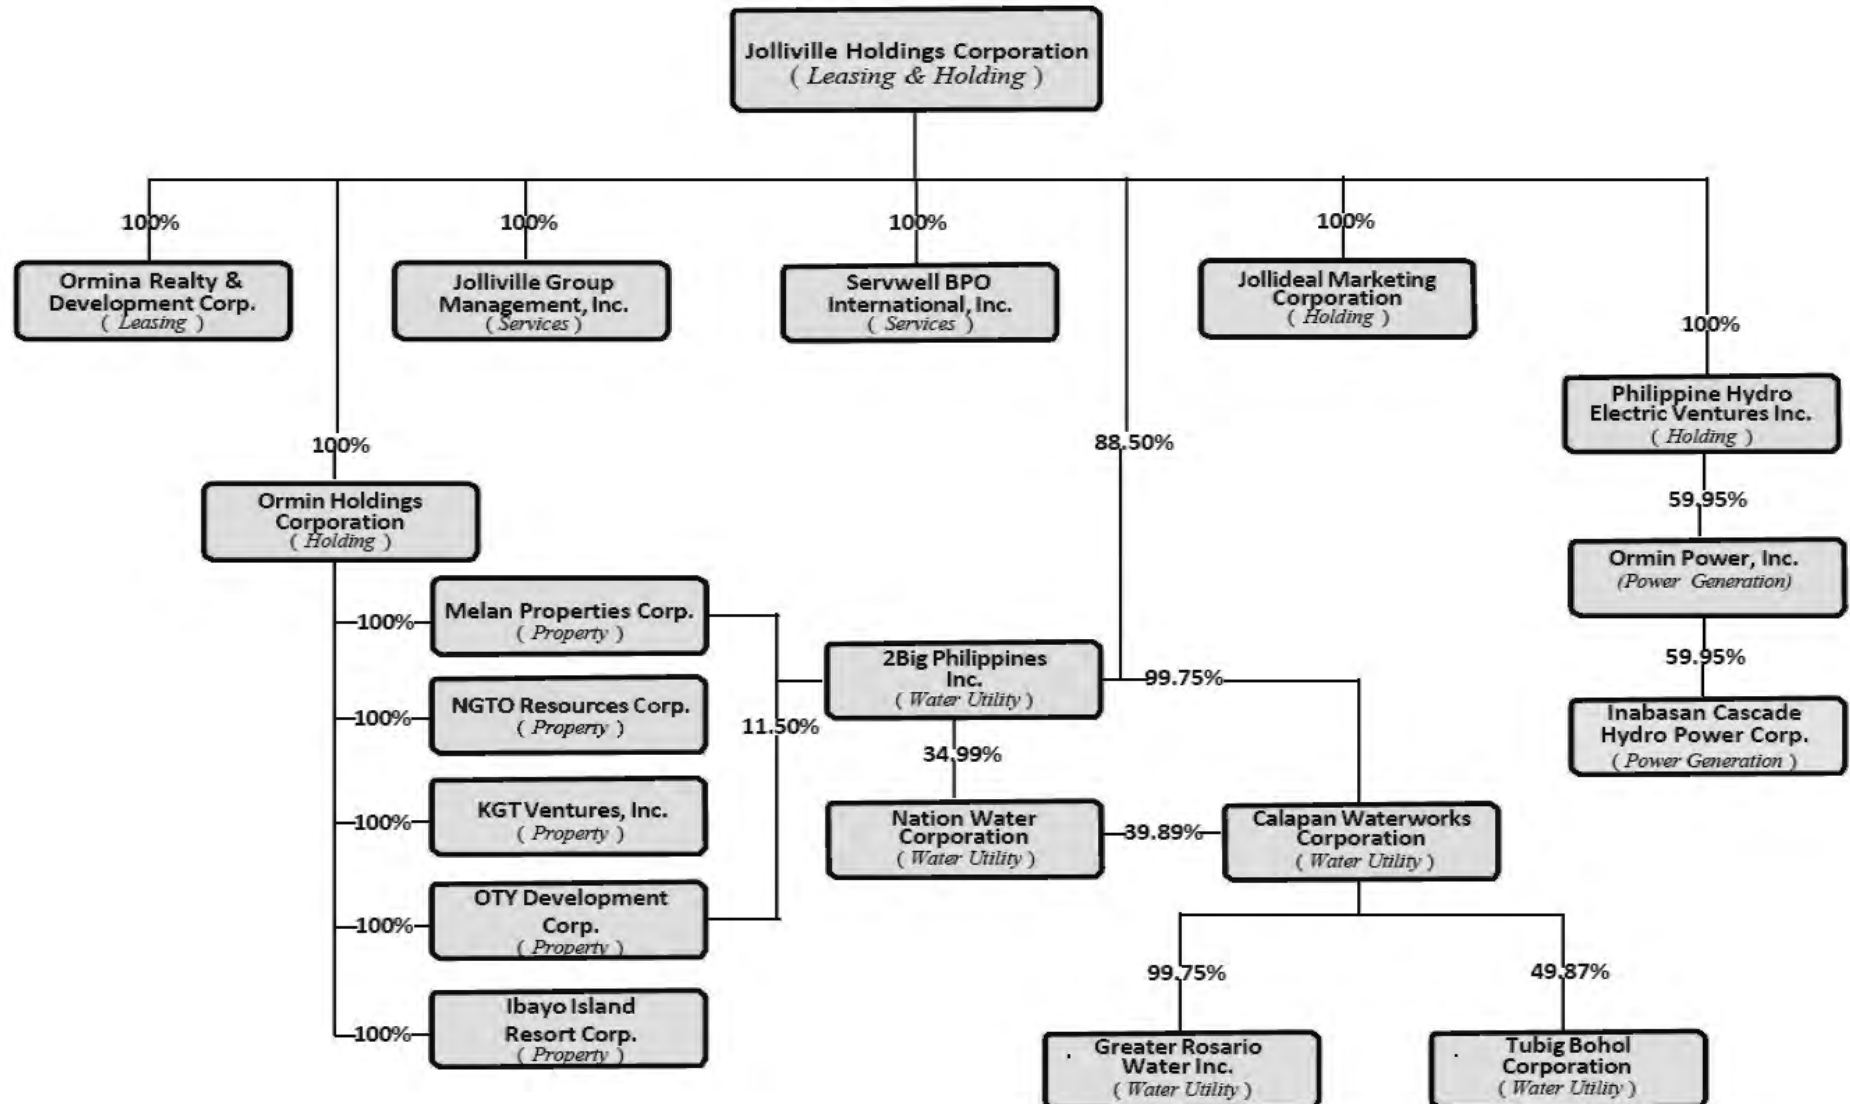 Jolliville Holdings Corporation
( Leasing & Holding )
100%
100%
100%
100%
Ormina Realty &
Development Corp.
( Leasing )
Jolliville Group
Management, Inc.
( Services )
Servwell BPO
International, Inc.
( Services )
Jollideal Marketing
Corporation
( Holding )
100%
Philippine Hydro
Electric Ventures Inc.
( Holding )
100%
88.50%
Ormin Holdings
Corporation
( Holding )
59.95%
Ormin Power, Inc.
(Power Generation)
59.95%
Inabasan Cascade
Hydro Power Corp.
( Power Generation )
100%
Melan Properties Corp.
( Property )
100%
NGTO Resources Corp.
( Property )
100%
KGT Ventures, Inc.
( Property )
100%
OTY Development
Corp.
( Property )
100%
Ibayo Island
Resort Corp.
( Property )
11.50%
2Big Philippines
Inc.
( Water Utility )
99.75%
34.99%
Nation Water
Corporation
( Water Utility )
39.89%
Calapan Waterworks
Corporation
( Water Utility )
99.75%
49.87%
Greater Rosario
Water Inc.
( Water Utility )
Tubig Bohol
Corporation
( Water Utility )